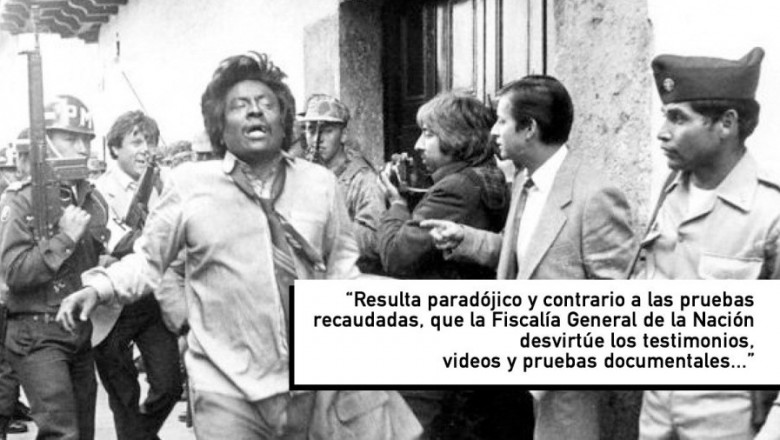 PM
“Resulta paradójico y contrario a las pruebas
recaudadas, que la Fiscalía General de la Nación
desvirtúe los testimonios,
videos y pruebas documentales...”